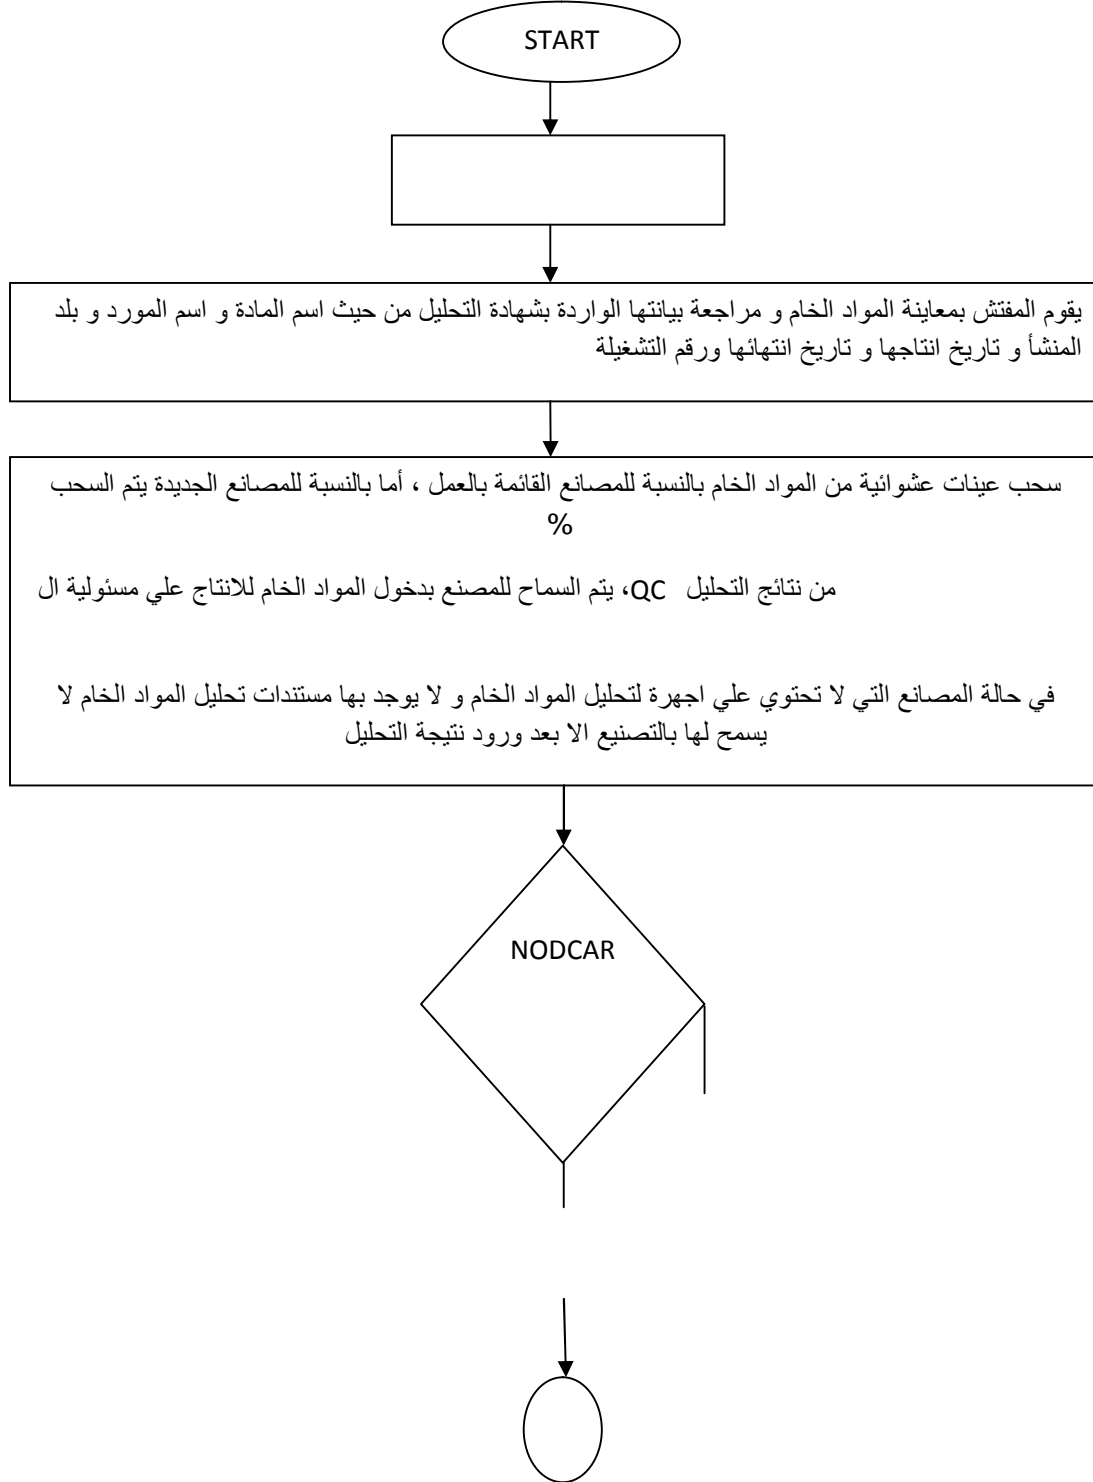 START
يقوم المفتش بمعاينة المواد الخام و مراجعة بيانتها الواردة بشهادة التحليل من حيث اسم المادة و اسم المورد و بلد
المنشأ و تاريخ انتاجها و تاريخ انتهائها ورقم التشغيلة
سحب عينات عشوائية من المواد الخام بالنسبة للمصانع القائمة بالعمل ، أما بالنسبة للمصانع الجديدة يتم السحب
%
من نتائج التحليل QC، يتم السماح للمصنع بدخول المواد الخام للانتاج علي مسئولية ال
في حالة المصانع التي لا تحتوي علي اجهرة لتحليل المواد الخام و لا يوجد بها مستندات تحليل المواد الخام لا
يسمح لها بالتصنيع الا بعد ورود نتيجة التحليل
NODCAR